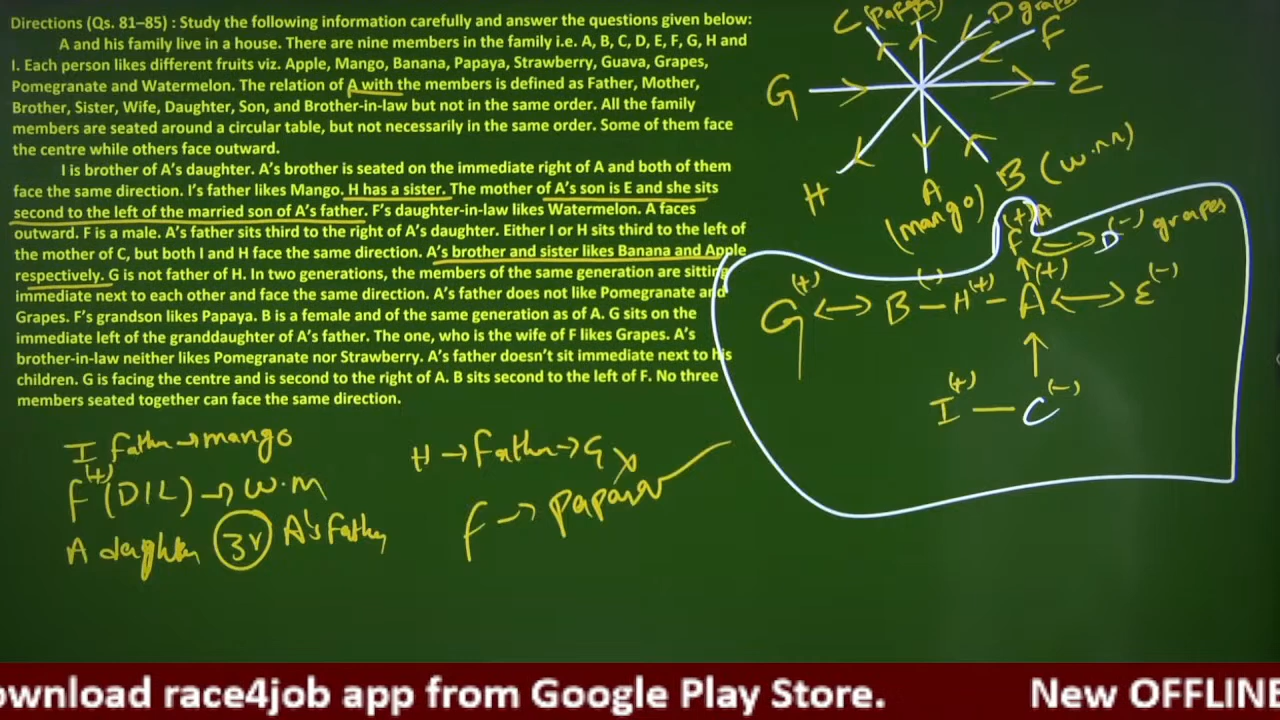 Directions (Qs. 81–85) : Study the following information carefully and answer the questions given below:
A and his family live in a house. There are nine members in the family i.e. A, B, C, D, E, F, G, H and
I. Each person likes different fruits viz. Apple, Mango, Banana, Papaya, Strawberry, Guava, Grapes,
Pomegranate and Watermelon. The relation of A with the members is defined as Father, Mother,
Brother, Sister, Wife, Daughter, Son, and Brother-in-law but not in the same order. All the family
members are seated around a circular table, but not necessarily in the same order. Some of them face
the centre while others face outward.
I is brother of A's daughter. A's brother is seated on the immediate right of A and both of them
face the same direction. I's father likes Mango. H has a sister. The mother of A's son is E and she sits
second to the left of the married son of A's father. F's daughter-in-law likes Watermelon. A faces
outward. F is a male. A's father sits third to the right of A's daughter. Either I or H sits third to the left of
the mother of C, but both I and H face the same direction. A's brother and sister likes Banana and Apple
respectively. G is not father of H. In two generations, the members of the same generation are sitting
immediate next to each other and face the same direction. A's father does not like Pomegranate and
Grapes. F's grandson likes Papaya. B is a female and of the same generation as of A. G sits on the
immediate left of the granddaughter of A's father. The one, who is the wife of F likes Grapes. A's
brother-in-law neither likes Pomegranate nor Strawberry. A's father doesn't sit immediate next to his
children. G is facing the centre and is second to the right of A. B sits second to the left of F. No three
members seated together can face the same direction.
C D grapes
F
G E
H A B
(mango)
(+) F D (-) grapes
G (+) B (-) H (+) A (+) E (-)
I (+) C (-)
I father → mango
F (+) (D/L) → W.M
A daughter 3r A's father
H → Father → G x
F →
ownload race4job app from Google Play Store.
New OFFLINE